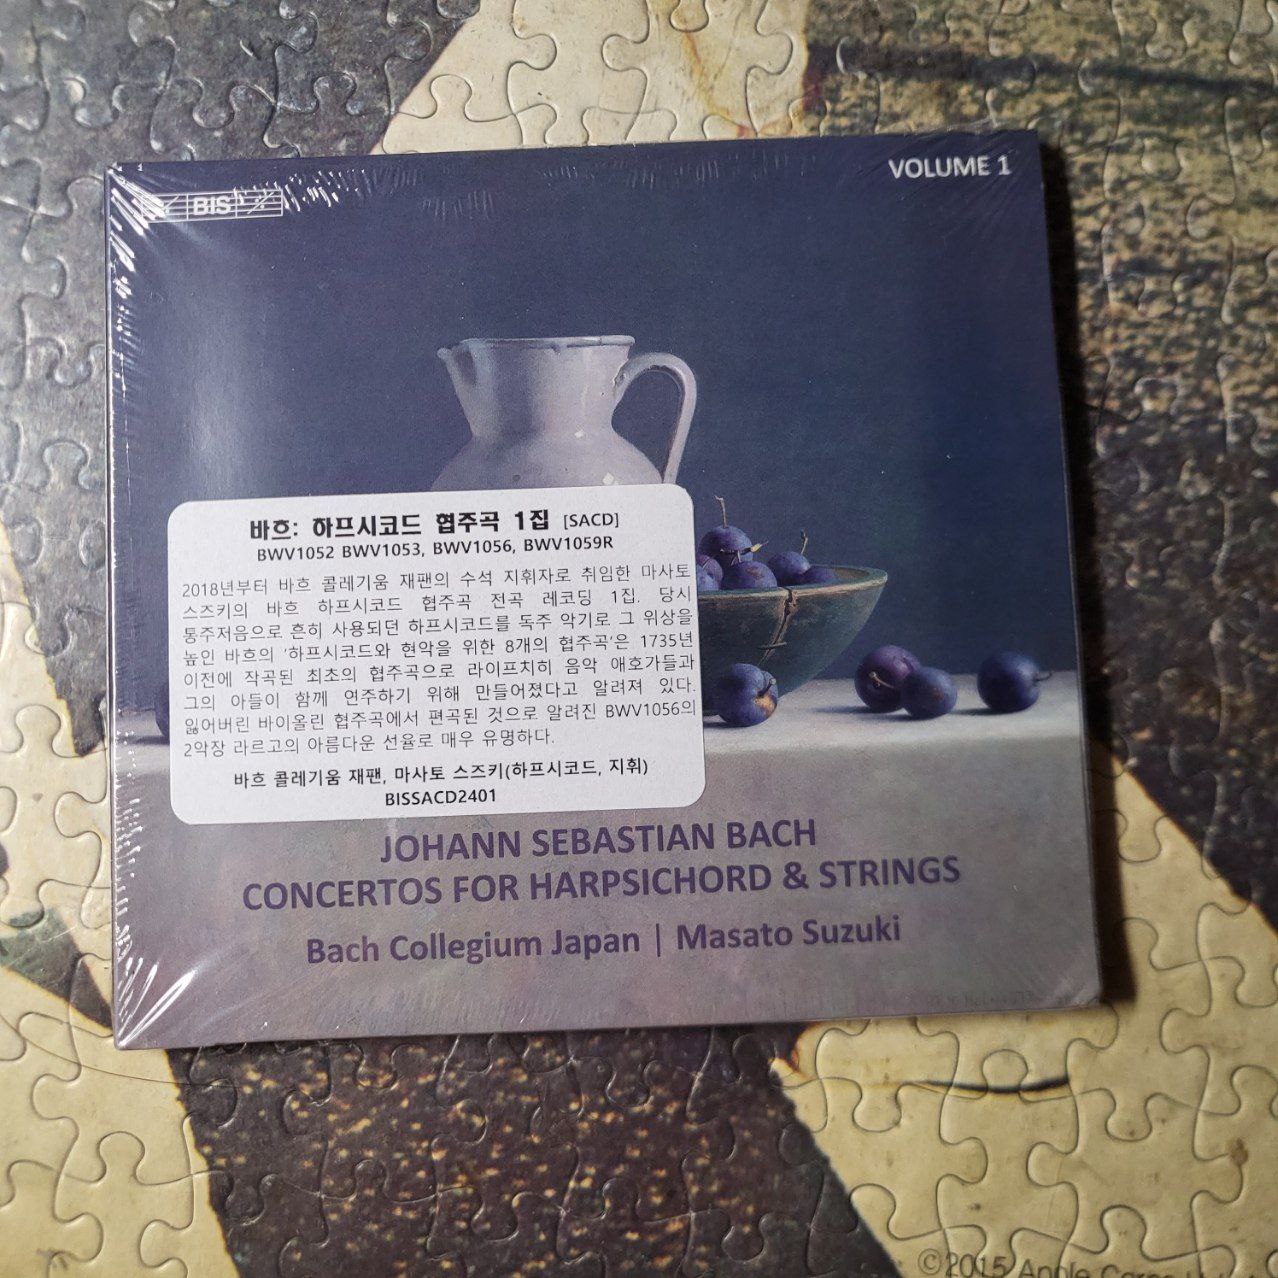 BIS
VOLUME 1
바흐: 하프시코드 협주곡 1집 [SACD]
BWV1052 BWV1053, BWV1056, BWV1059R
2018년부터 바흐 콜레기움 재팬의 수석 지휘자로 취임한 마사토
스즈키의 바흐 하프시코드 협주곡 전곡 레코딩 1집. 당시
통주저음으로 흔히 사용되던 하프시코드를 독주 악기로 그 위상을
높인 바흐의 '하프시코드와 현악을 위한 8개의 협주곡'은 1735년
이전에 작곡된 최초의 협주곡으로 라이프치히 음악 애호가들과
그의 아들이 함께 연주하기 위해 만들어졌다고 알려져 있다.
잃어버린 바이올린 협주곡에서 편곡된 것으로 알려진 BWV1056의
2악장 라르고의 아름다운 선율로 매우 유명하다.
바흐 콜레기움 재팬, 마사토 스즈키(하프시코드, 지휘)
BISSACD2401
JOHANN SEBASTIAN BACH
CONCERTOS FOR HARPSICHORD & STRINGS
Bach Collegium Japan | Masato Suzuki
©2015 Apple